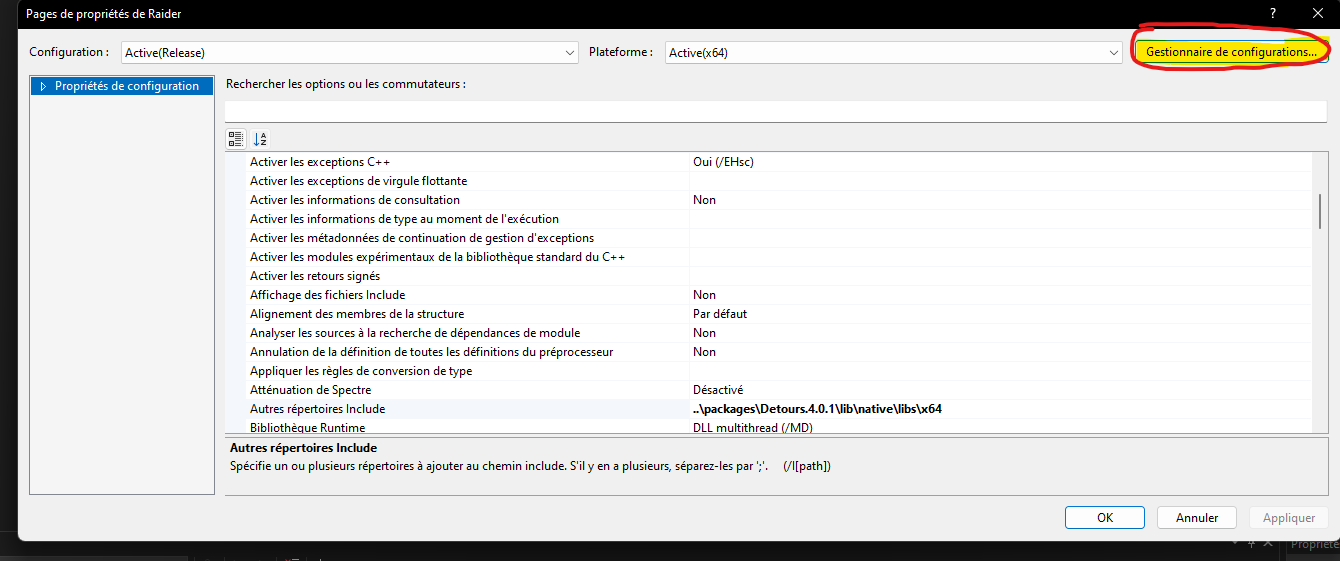 Pages de propriétés de Raider
?
Configuration : Active(Release) Plateforme : Active(x64) Gestionnaire de configurations...
Propriétés de configuration
Rechercher les options ou les commutateurs :
Activer les exceptions C++ Oui (/EHsc)
Activer les exceptions de virgule flottante
Activer les informations de consultation Non
Activer les informations de type au moment de l'exécution
Activer les métadonnées de continuation de gestion d'exceptions
Activer les modules expérimentaux de la bibliothèque standard du C++
Activer les retours signés
Affichage des fichiers Include Non
Alignement des membres de la structure Par défaut
Analyser les sources à la recherche de dépendances de module Non
Annulation de la définition de toutes les définitions du préprocesseur Non
Appliquer les règles de conversion de type
Atténuation de Spectre Désactivé
Autres répertoires Include ..\packages\Detours.4.0.1\lib\native\libs\x64
Bibliothèque Runtime DLL multithread (/MD)
Autres répertoires Include
Spécifie un ou plusieurs répertoires à ajouter au chemin include. S'il y en a plusieurs, séparez-les par ';'. (/I[path])
OK Annuler Appliquer